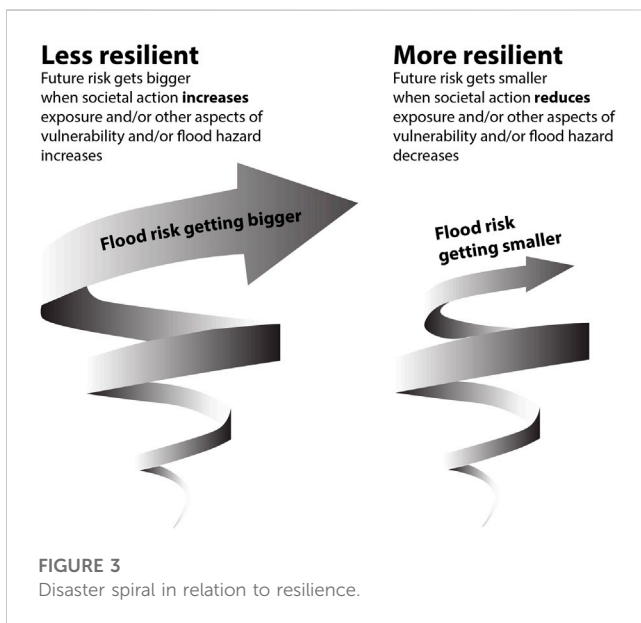 Less resilient
Future risk gets bigger
when societal action increases
exposure and/or other aspects of
vulnerability and/or flood hazard
increases
More resilient
Future risk gets smaller
when societal action reduces
exposure and/or other aspects of
vulnerability and/or flood hazard
decreases
Flood risk getting bigger
Flood risk
getting smaller
FIGURE 3
Disaster spiral in relation to resilience.